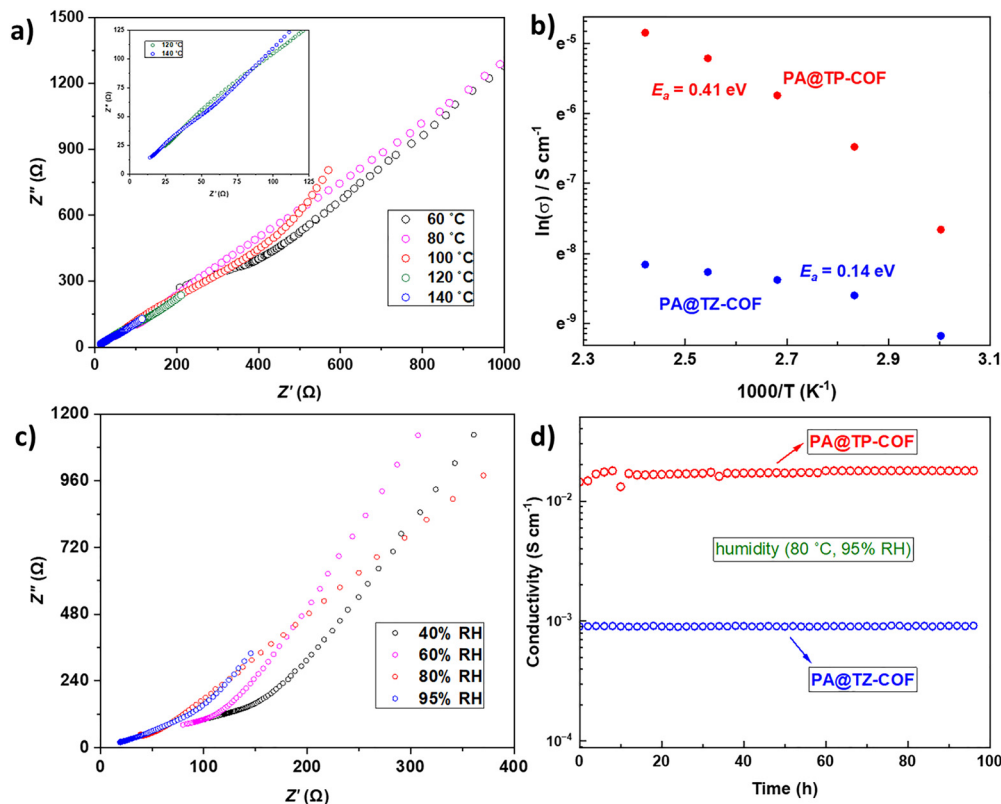 a)
1500
1200
900
600
300
0
Z″ (Ω)
0 200 400 600 800 1000
Z′ (Ω)
60 ˚C
80 ˚C
100 ˚C
120 ˚C
140 ˚C
125
100
75
50
25
0
Z″ (Ω)
0 25 50 75 100 125
Z′ (Ω)
120 °C
140 °C
b)
e⁻⁵
e⁻⁶
e⁻⁷
e⁻⁸
e⁻⁹
ln(σ) / S cm⁻¹
PA@TP-COF
Eₐ = 0.41 eV
Eₐ = 0.14 eV
PA@TZ-COF
2.3 2.5 2.7 2.9 3.1
1000/T (K⁻¹)
c)
1200
960
720
480
240
0
Z″ (Ω)
40% RH
60% RH
80% RH
95% RH
0 100 200 300 400
Z′ (Ω)
d)
10⁻²
10⁻³
10⁻⁴
Conductivity (S cm⁻¹)
PA@TP-COF
humidity (80 ˚C, 95% RH)
PA@TZ-COF
0 20 40 60 80 100
Time (h)